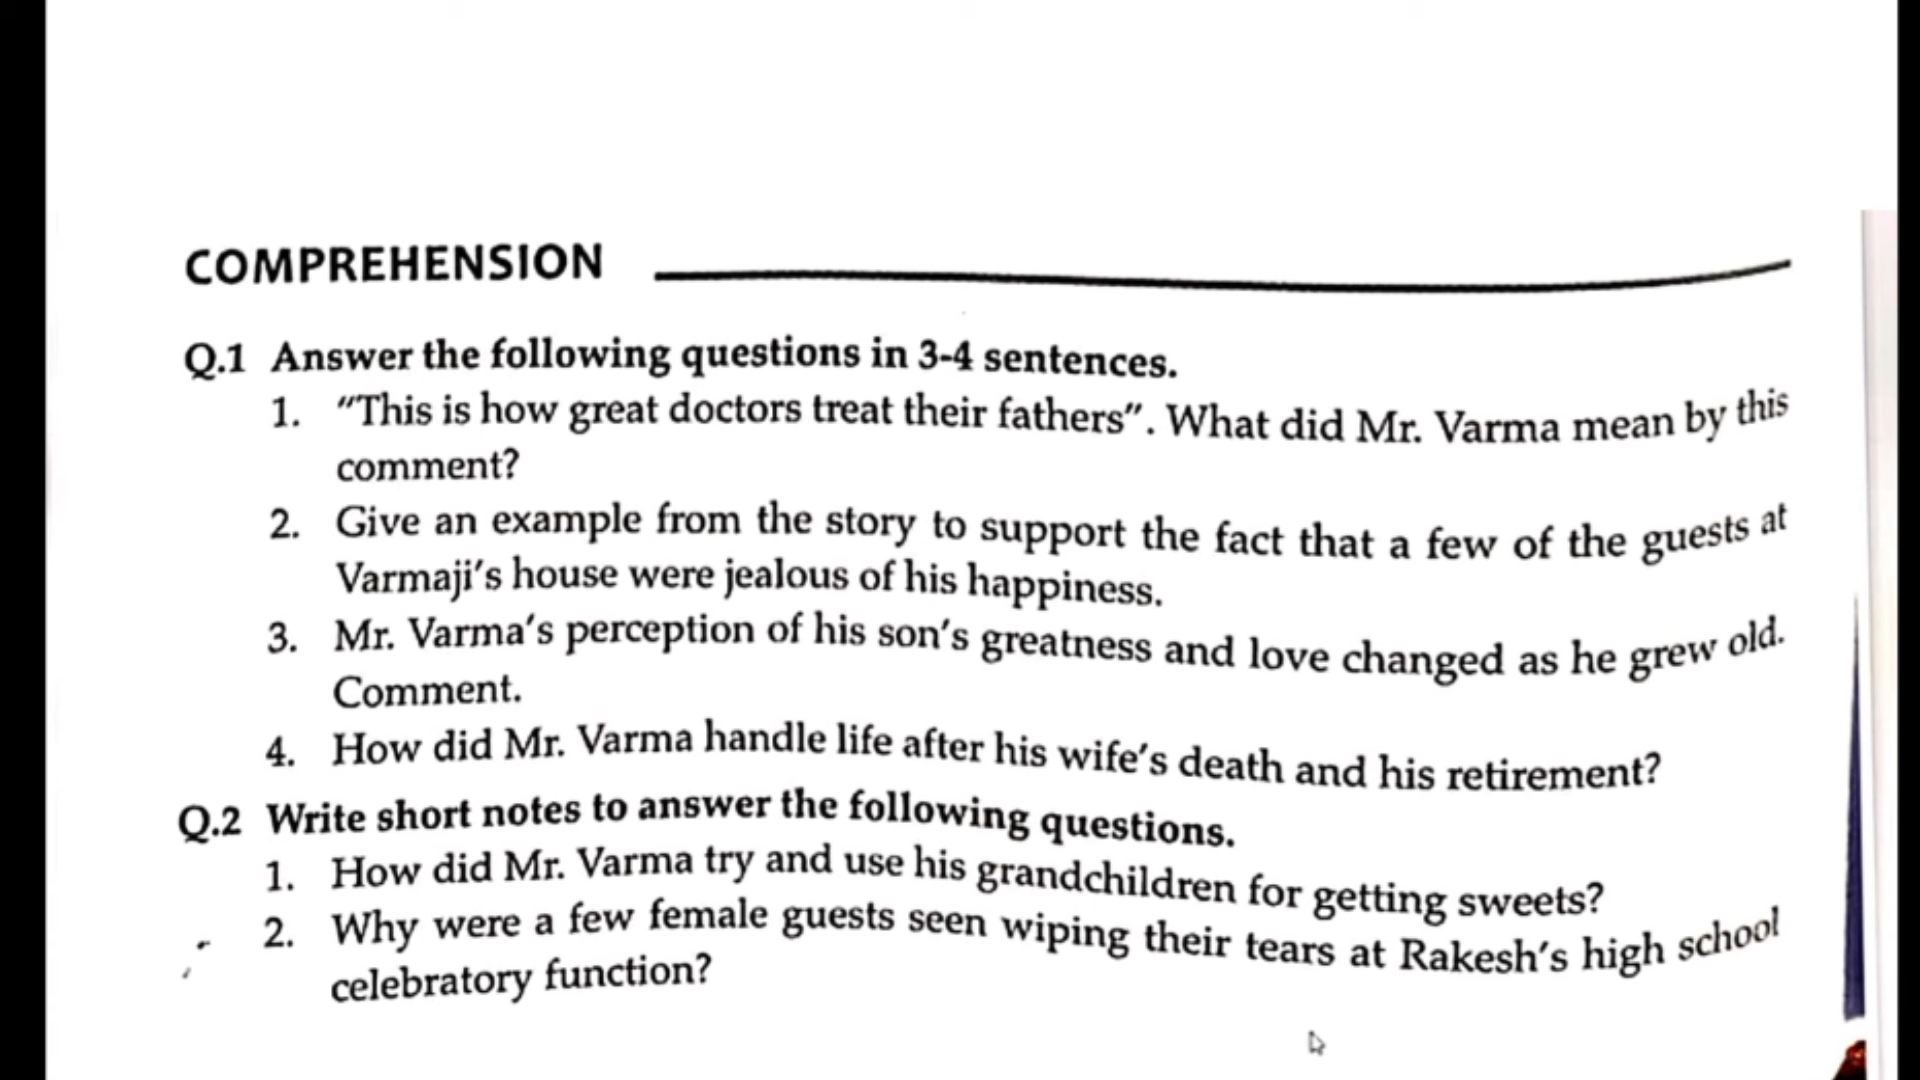 COMPREHENSION
Q.1 Answer the following questions in 3-4 sentences.
1. “This is how great doctors treat their fathers”. What did Mr. Varma mean by this
comment?
2. Give an example from the story to support the fact that a few of the guests at
Varmaji’s house were jealous of his happiness.
3. Mr. Varma’s perception of his son’s greatness and love changed as he grew old.
Comment.
4. How did Mr. Varma handle life after his wife’s death and his retirement?
Q.2 Write short notes to answer the following questions.
1. How did Mr. Varma try and use his grandchildren for getting sweets?
2. Why were a few female guests seen wiping their tears at Rakesh’s high school
celebratory function?